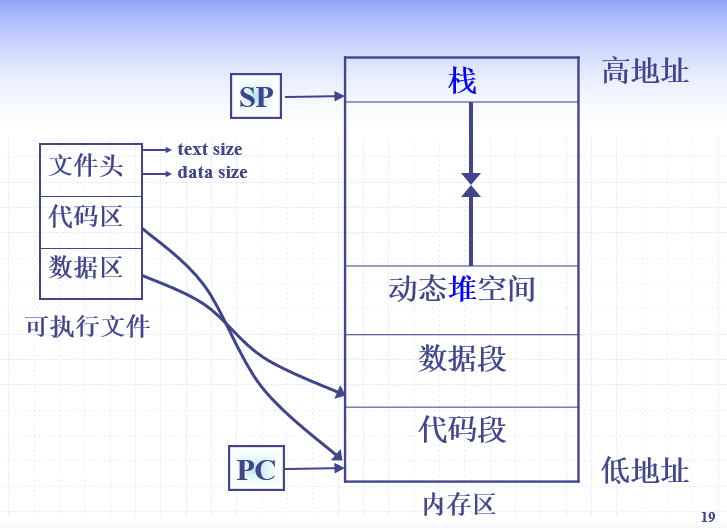 栈
高地址
SP
文件头
text size
data size
代码区
数据区
可执行文件
动态堆空间
数据段
代码段
PC
低地址
内存区
19